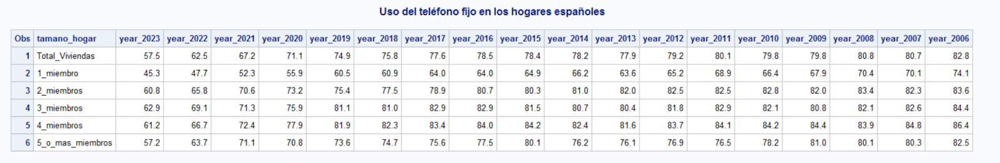 Uso del teléfono fijo en los hogares españoles
Obs tamano_hogar year_2023 year_2022 year_2021 year_2020 year_2019 year_2018 year_2017 year_2016 year_2015 year_2014 year_2013 year_2012 year_2011 year_2010 year_2009 year_2008 year_2007 year_2006
1 Total_Viviendas 57.5 62.5 67.2 71.1 74.9 75.8 77.6 78.5 78.4 78.2 77.9 79.2 80.1 79.8 79.8 80.8 80.7 82.8
2 1_miembro 45.3 47.7 52.3 55.9 60.5 60.9 64.0 64.0 64.9 66.2 63.6 65.2 68.9 66.4 67.9 70.4 70.1 74.1
3 2_miembros 60.8 65.8 70.6 73.2 75.4 77.5 78.9 80.7 80.3 81.0 82.0 82.5 82.5 82.8 82.0 83.4 82.3 83.6
4 3_miembros 62.9 69.1 71.3 75.9 81.1 81.0 82.9 82.9 81.5 80.7 80.4 81.8 82.9 82.1 80.8 82.1 82.6 84.4
5 4_miembros 61.2 66.7 72.4 77.9 81.9 82.3 83.4 84.0 84.2 82.4 81.6 83.7 84.1 84.2 84.4 83.9 84.8 86.4
6 5_o_mas_miembros 57.2 63.7 71.1 70.8 73.6 74.7 75.6 77.5 80.1 76.2 76.1 76.9 76.5 78.2 81.0 80.1 80.3 82.5